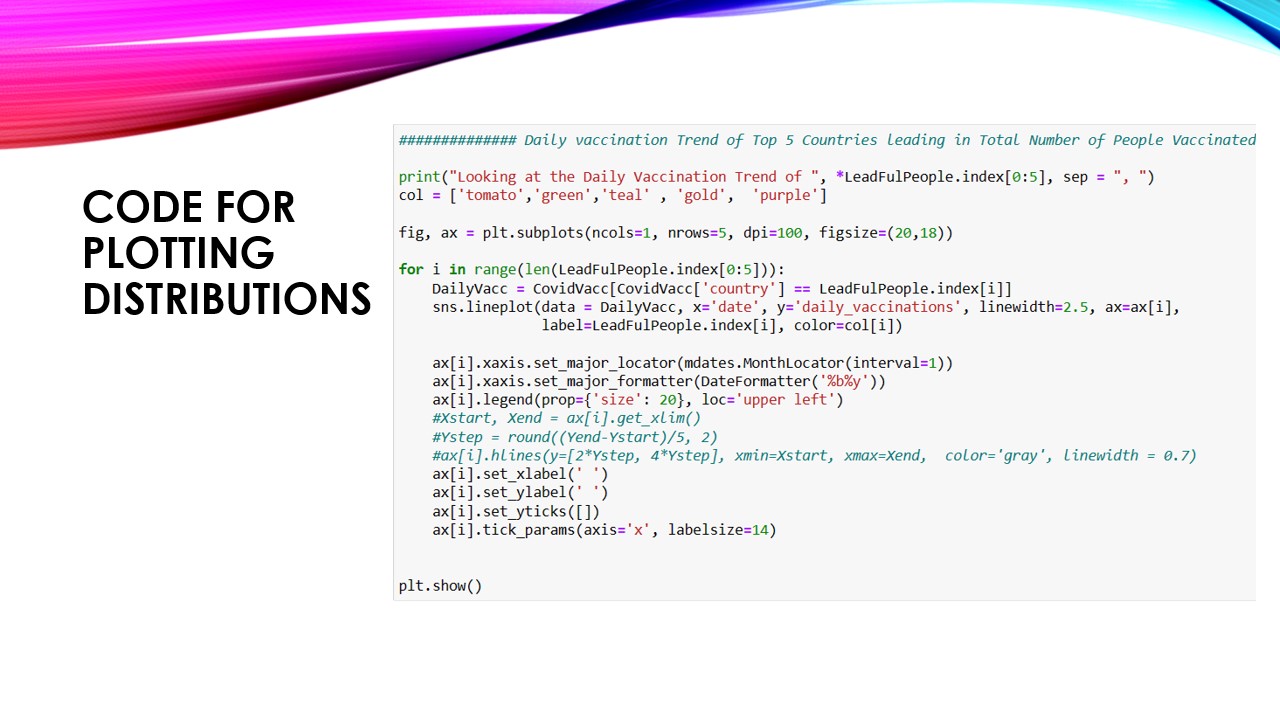 CODE FOR
PLOTTING
DISTRIBUTIONS
############## Daily vaccination Trend of Top 5 Countries leading in Total Number of People Vaccinated
print("Looking at the Daily Vaccination Trend of ", *LeadFulPeople.index[0:5], sep = ", ")
col = ['tomato','green','teal' , 'gold',  'purple']
fig, ax = plt.subplots(ncols=1, nrows=5, dpi=100, figsize=(20,18))
for i in range(len(LeadFulPeople.index[0:5])):
    DailyVacc = CovidVacc[CovidVacc['country'] == LeadFulPeople.index[i]]
    sns.lineplot(data = DailyVacc, x='date', y='daily_vaccinations', linewidth=2.5, ax=ax[i],
                 label=LeadFulPeople.index[i], color=col[i])
    ax[i].xaxis.set_major_locator(mdates.MonthLocator(interval=1))
    ax[i].xaxis.set_major_formatter(DateFormatter('%b%y'))
    ax[i].legend(prop={'size': 20}, loc='upper left')
    #Xstart, Xend = ax[i].get_xlim()
    #Ystep = round((Yend-Ystart)/5, 2)
    #ax[i].hlines(y=[2*Ystep, 4*Ystep], xmin=Xstart, xmax=Xend,  color='gray', linewidth = 0.7)
    ax[i].set_xlabel(' ')
    ax[i].set_ylabel(' ')
    ax[i].set_yticks([])
    ax[i].tick_params(axis='x', labelsize=14)
plt.show()